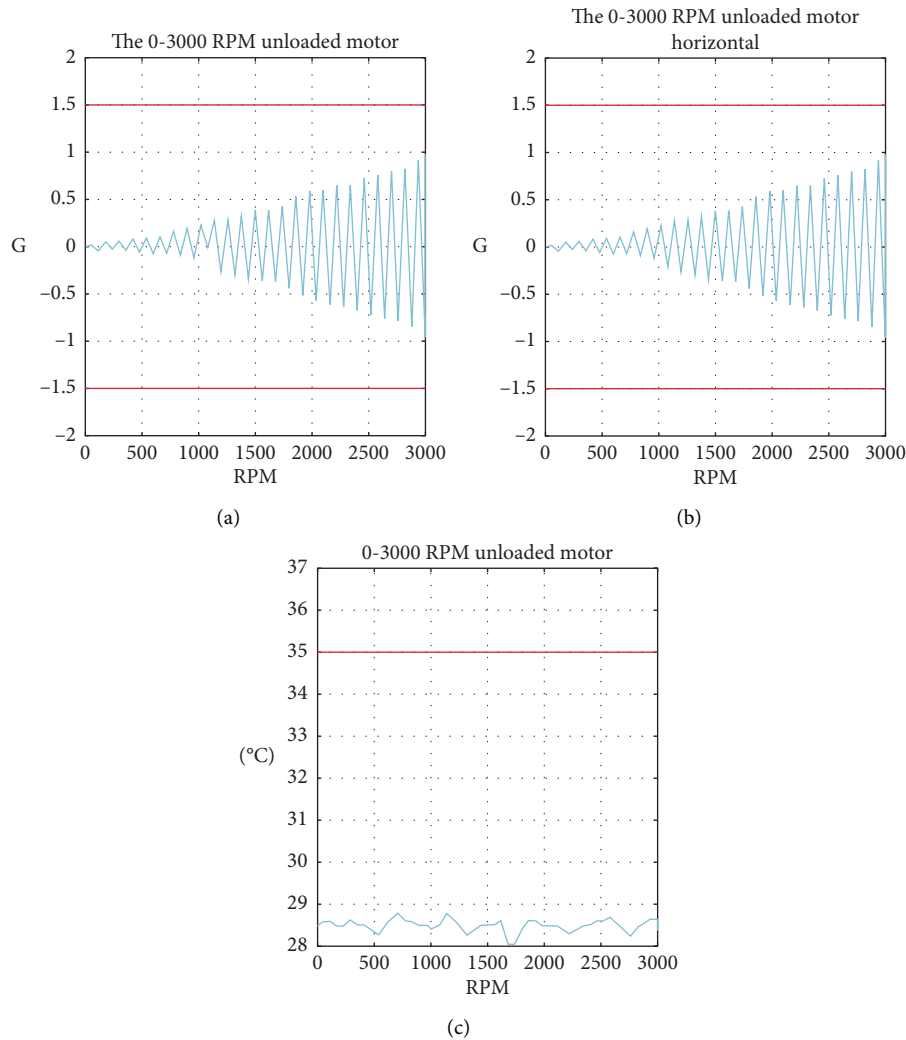 The 0-3000 RPM unloaded motor
2
1.5
1
0.5
G
0
–0.5
–1
–1.5
–2
0 500 1000 1500 2000 2500 3000
RPM
(a)
The 0-3000 RPM unloaded motor
horizontal
2
1.5
1
0.5
G
0
–0.5
–1
–1.5
–2
0 500 1000 1500 2000 2500 3000
RPM
(b)
0-3000 RPM unloaded motor
37
36
35
34
33
(°C)
32
31
30
29
28
0 500 1000 1500 2000 2500 3000
RPM
(c)